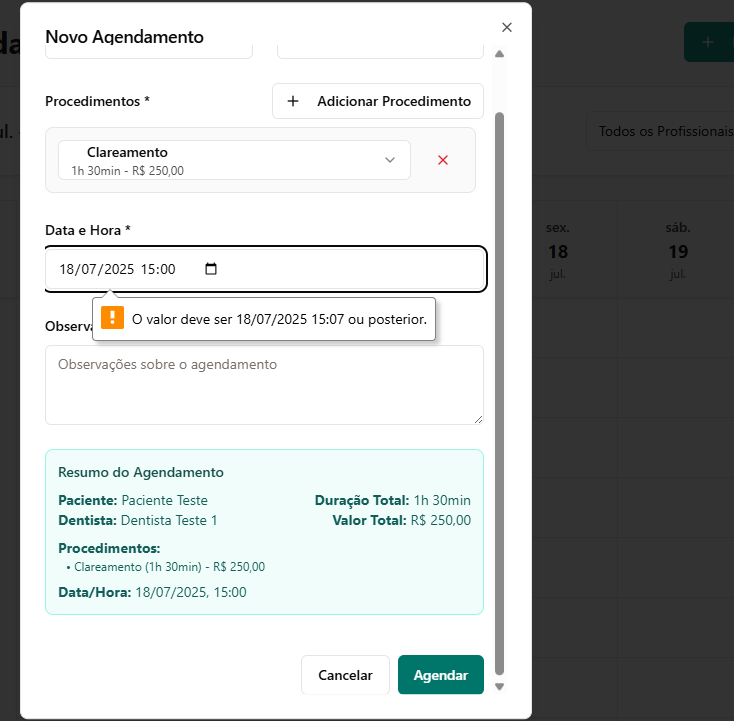 Novo Agendamento
Procedimentos *
+ Adicionar Procedimento
Clareamento
1h 30min - R$ 250,00
Data e Hora *
18/07/2025 15:00
O valor deve ser 18/07/2025 15:07 ou posterior.
Observações sobre o agendamento
Resumo do Agendamento
Paciente: Paciente Teste
Duração Total: 1h 30min
Dentista: Dentista Teste 1
Valor Total: R$ 250,00
Procedimentos:
• Clareamento (1h 30min) - R$ 250,00
Data/Hora: 18/07/2025, 15:00
Cancelar
Agendar
Todos os Profissionais
sex.
18
jul.
sáb.
19
jul.